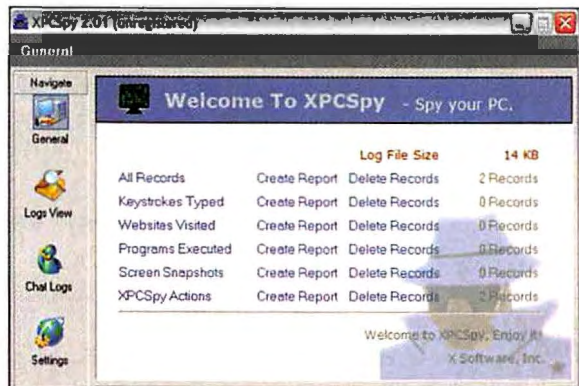 XPCSpy 2.01 (unregistered)
General
Navigate
General
Logs View
Chat Logs
Settings
Welcome To XPCSpy - Spy your PC.
Log File Size 14 KB
All Records Create Report Delete Records 2 Records
Keystrokes Typed Create Report Delete Records 0 Records
Websites Visited Create Report Delete Records 0 Records
Programs Executed Create Report Delete Records 0 Records
Screen Snapshots Create Report Delete Records 0 Records
XPCSpy Actions Create Report Delete Records 2 Records
Welcome to XPCSpy, Enjoy it!
X Software, Inc.